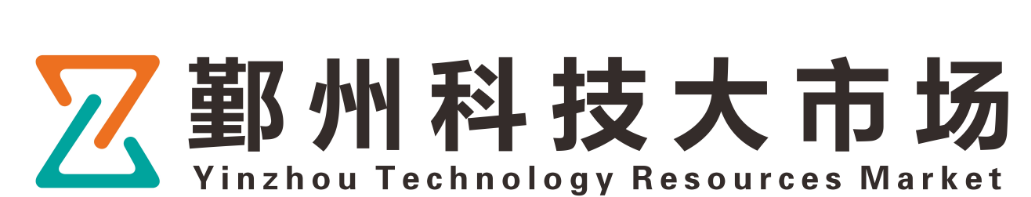 鄞州科技大市场
Yinzhou Technology Resources Market